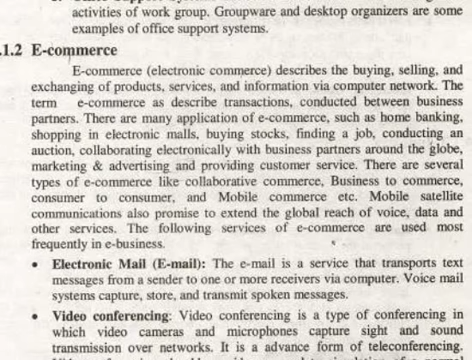 activities of work group. Groupware and desktop organizers are some
examples of office support systems.
.1.2 E-commerce
E-commerce (electronic commerce) describes the buying, selling, and
exchanging of products, services, and information via computer network. The
term e-commerce as describe transactions, conducted between business
partners. There are many application of e-commerce, such as home banking,
shopping in electronic malls, buying stocks, finding a job, conducting an
auction, collaborating electronically with business partners around the globe,
marketing & advertising and providing customer service. There are several
types of e-commerce like collaborative commerce, Business to commerce,
consumer to consumer, and Mobile commerce etc. Mobile satellite
communications also promise to extend the global reach of voice, data and
other services. The following services of e-commerce are used most
frequently in e-business.
• Electronic Mail (E-mail): The e-mail is a service that transports text
messages from a sender to one or more receivers via computer. Voice mail
systems capture, store, and transmit spoken messages.
• Video conferencing: Video conferencing is a type of conferencing in
which video cameras and microphones capture sight and sound
transmission over networks. It is a advance form of teleconferencing.